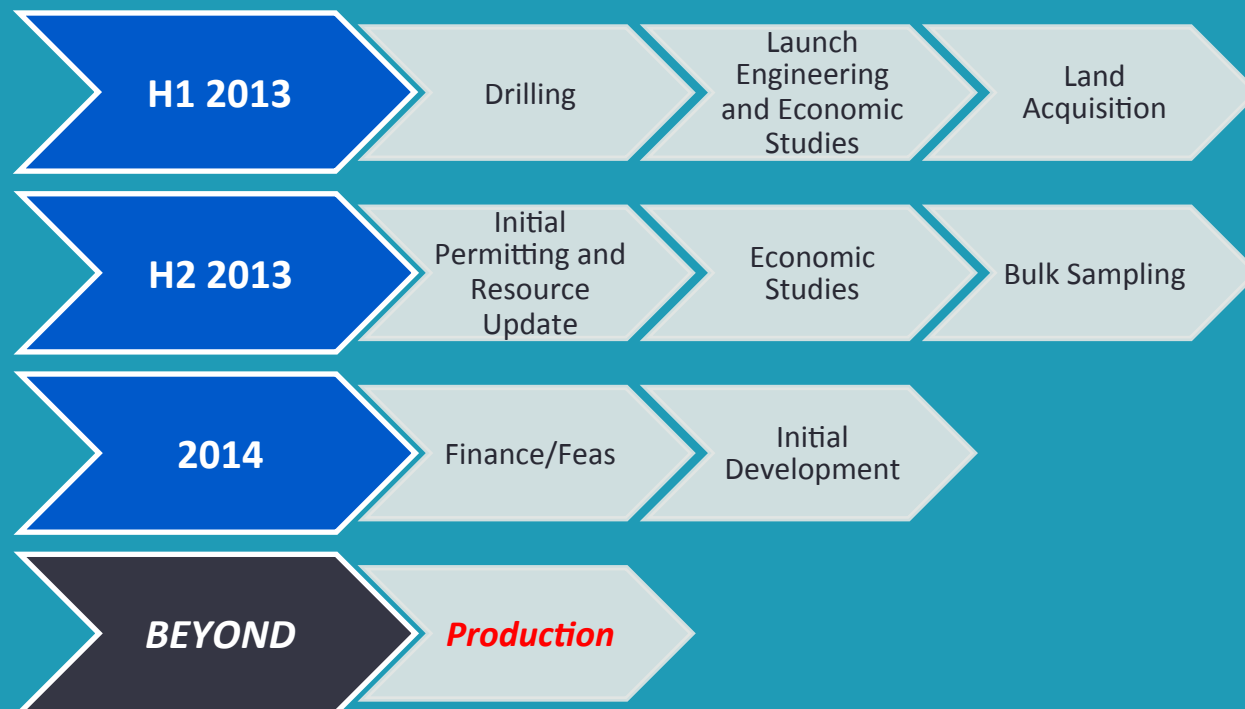 H1 2013
Drilling
Launch
Engineering
and Economic
Studies
Land
Acquisition
H2 2013
Initial
Permitting and
Resource
Update
Economic
Studies
Bulk Sampling
2014
Finance/Feas
Initial
Development
BEYOND
Production